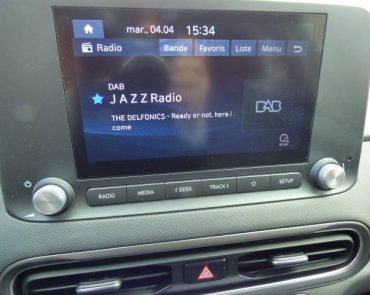 mar., 04.04 15:34
Radio Bande Favoris Liste Menu
DAB
J A Z Z Radio
THE DELFONICS - Ready or not, here I
come
DAB
SCAN
RADIO MEDIA < SEEK TRACK > SETUP